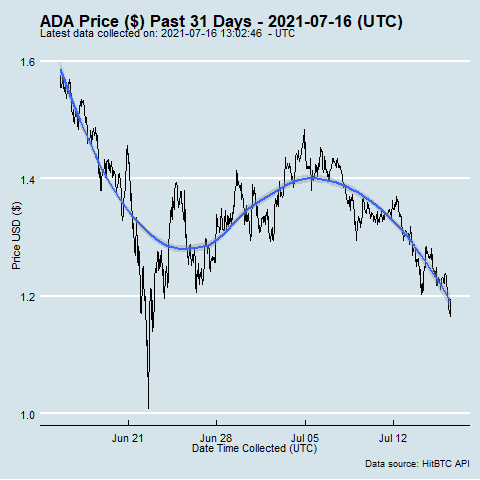 ADA Price ($) Past 31 Days - 2021-07-16 (UTC)
Latest data collected on: 2021-07-16 13:02:46 - UTC
1.6
1.4
1.2
1.0
Price USD ($)
Jun 21 Jun 28 Jul 05 Jul 12
Date Time Collected (UTC)
Data source: HitBTC API